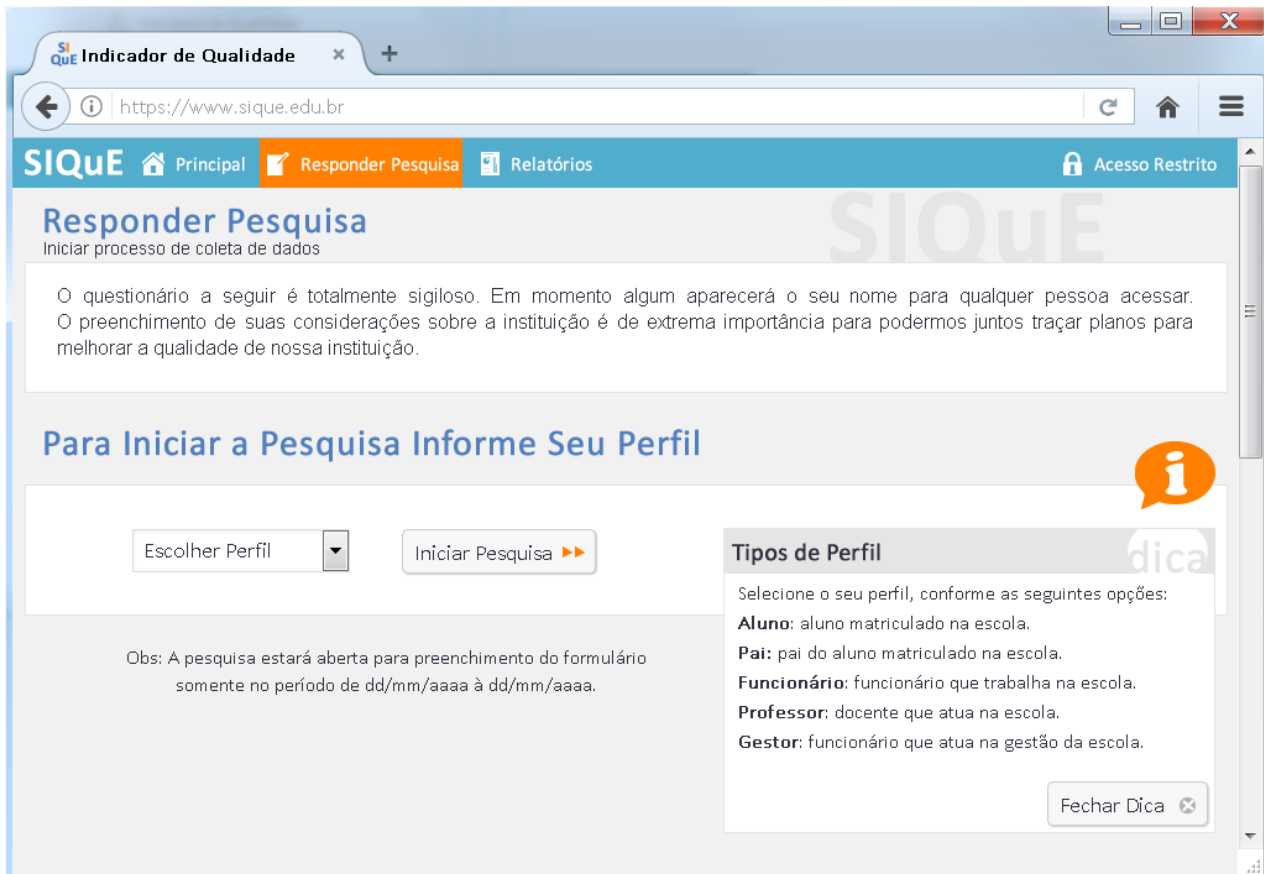 SIQuE Indicador de Qualidade
https://www.sique.edu.br
SIQuE Principal Responder Pesquisa Relatórios Acesso Restrito
SIQuE
Responder Pesquisa
Iniciar processo de coleta de dados
O questionário a seguir é totalmente sigiloso. Em momento algum aparecerá o seu nome para qualquer pessoa acessar.
O preenchimento de suas considerações sobre a instituição é de extrema importância para podermos juntos traçar planos para
melhorar a qualidade de nossa instituição.
Para Iniciar a Pesquisa Informe Seu Perfil
Escolher Perfil
Iniciar Pesquisa
Obs: A pesquisa estará aberta para preenchimento do formulário
somente no período de dd/mm/aaaa à dd/mm/aaaa.
Tipos de Perfil
dica
Selecione o seu perfil, conforme as seguintes opções:
Aluno: aluno matriculado na escola.
Pai: pai do aluno matriculado na escola.
Funcionário: funcionário que trabalha na escola.
Professor: docente que atua na escola.
Gestor: funcionário que atua na gestão da escola.
Fechar Dica